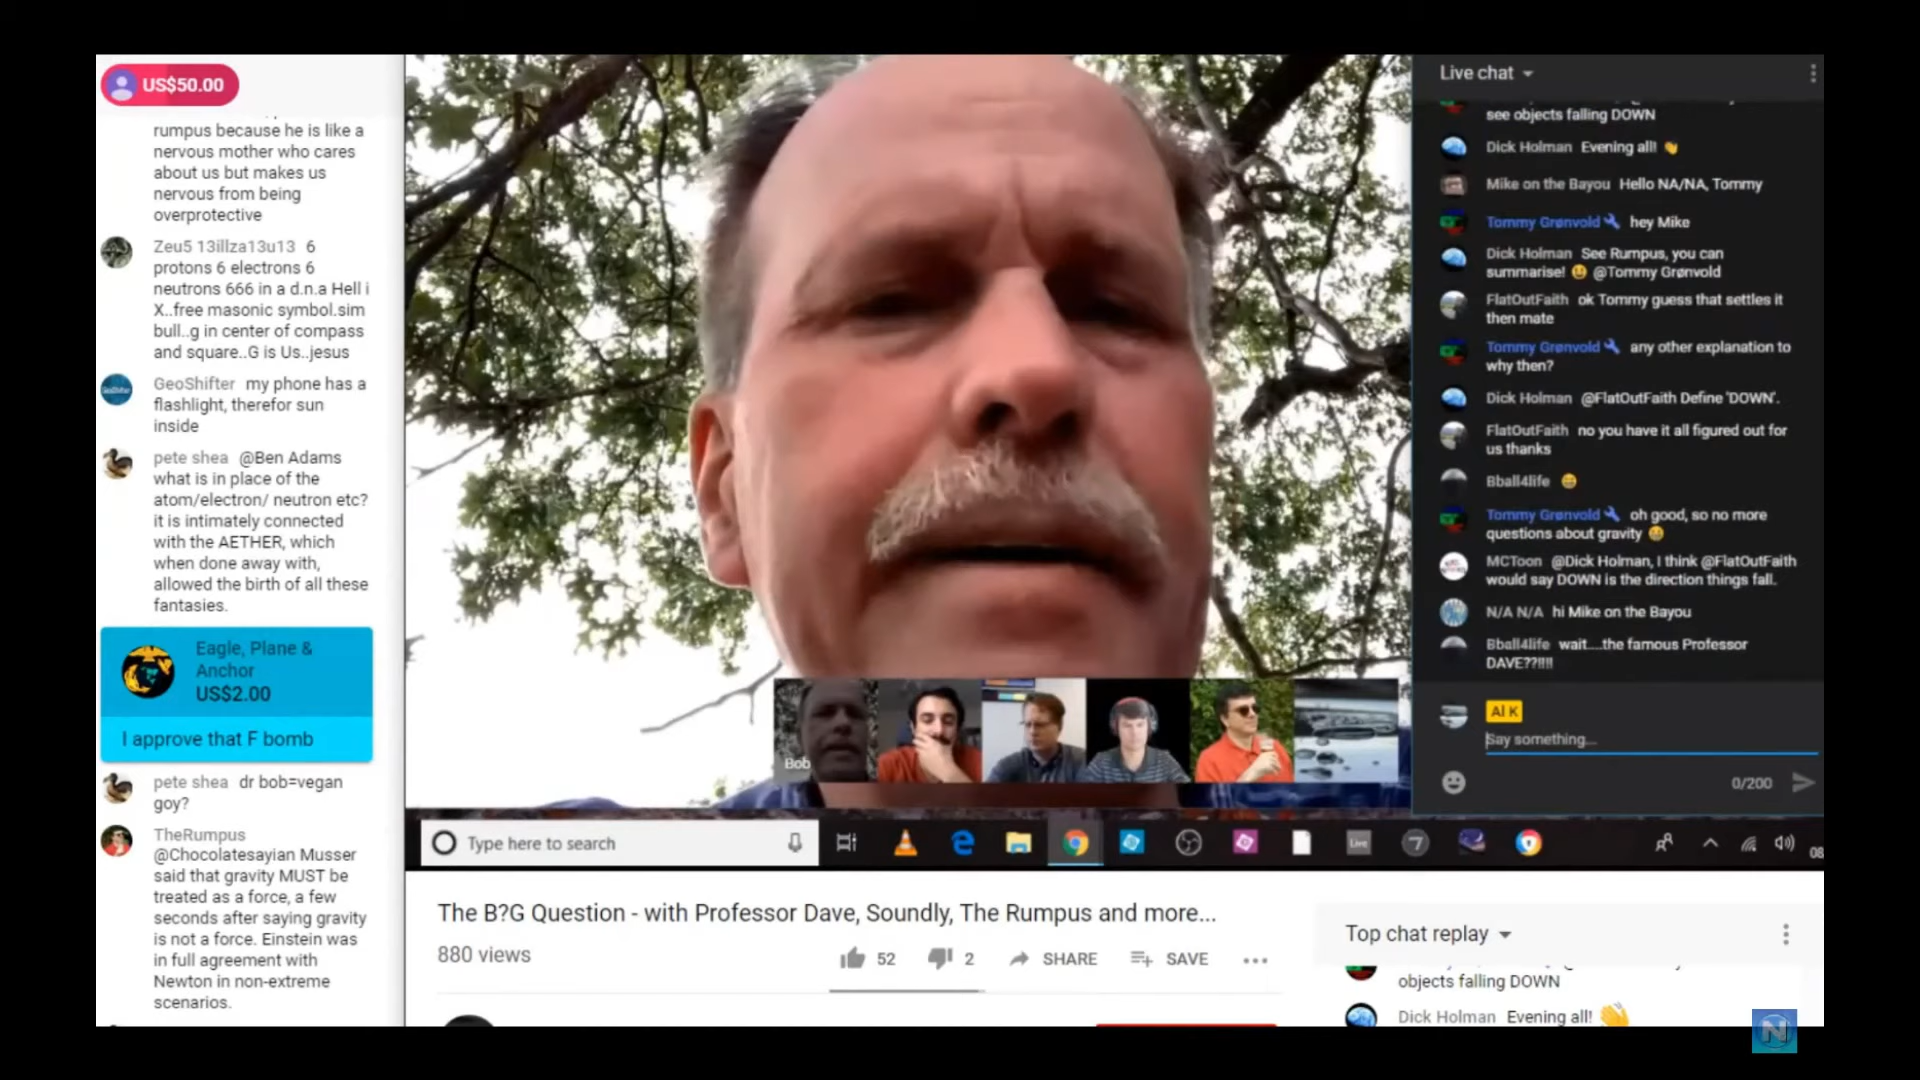 US$50.00
rumpus because he is like a
nervous mother who cares
about us but makes us
nervous from being
overprotective
Zeu5 13illza13u13 6
protons 6 electrons 6
neutrons 666 in a d.n.a Hell i
X..free masonic symbol.sim
bull..g in center of compass
and square..G is Us..jesus
GeoShifter my phone has a
flashlight, therefor sun
inside
pete shea @Ben Adams
what is in place of the
atom/electron/ neutron etc?
it is intimately connected
with the AETHER, which
when done away with,
allowed the birth of all these
fantasies.
Eagle, Plane &
Anchor
US$2.00
I approve that F bomb
pete shea dr bob=vegan
goy?
TheRumpus
@Chocolatesayian Musser
said that gravity MUST be
treated as a force, a few
seconds after saying gravity
is not a force. Einstein was
in full agreement with
Newton in non-extreme
scenarios.
Bob
Live chat
see objects falling DOWN
Dick Holman Evening all!
Mike on the Bayou Hello NA/NA, Tommy
Tommy Grønvold hey Mike
Dick Holman See Rumpus, you can
summarise! @Tommy Grønvold
FlatOutFaith ok Tommy guess that settles it
then mate
Tommy Grønvold any other explanation to
why then?
Dick Holman @FlatOutFaith Define 'DOWN'.
FlatOutFaith no you have it all figured out for
us thanks
Bball4life
Tommy Grønvold oh good, so no more
questions about gravity
MCToon @Dick Holman, I think @FlatOutFaith
would say DOWN is the direction things fall.
N/A N/A hi Mike on the Bayou
Bball4life wait....the famous Professor
DAVE??!!!!
Al K
Say something...
0/200
Type here to search
Live
08
The B?G Question - with Professor Dave, Soundly, The Rumpus and more...
880 views
52
2
SHARE
SAVE
Top chat replay
objects falling DOWN
Dick Holman Evening all!
N